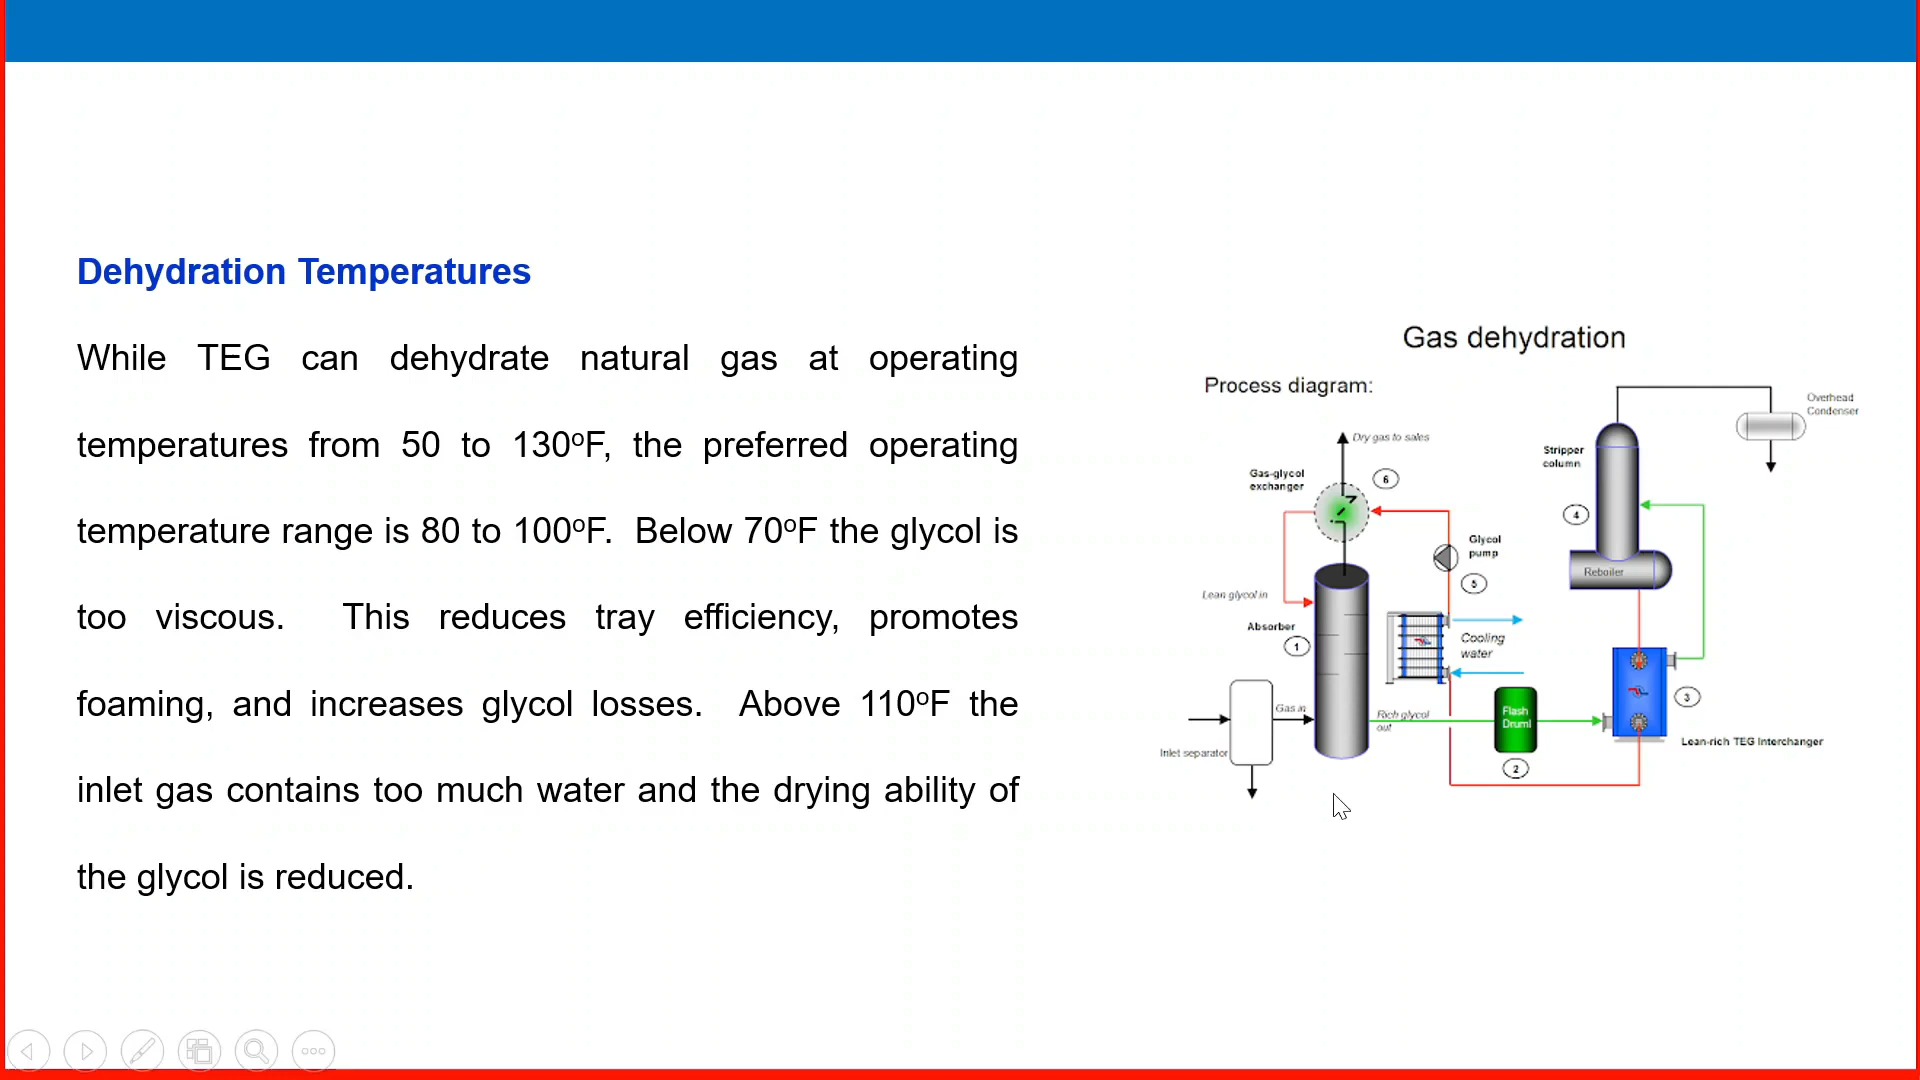 Dehydration Temperatures
While TEG can dehydrate natural gas at operating
temperatures from 50 to 130ºF, the preferred operating
temperature range is 80 to 100ºF. Below 70ºF the glycol is
too viscous. This reduces tray efficiency, promotes
foaming, and increases glycol losses. Above 110ºF the
inlet gas contains too much water and the drying ability of
the glycol is reduced.
Gas dehydration
Process diagram:
Overhead
Condenser
Dry gas to sales
Stripper
column
Gas-glycol
exchanger
6
4
Glycol
pump
Reboiler
5
Lean glycol in
Absorber
1
Cooling
water
3
Gas in
Rich glycol
out
Flash
Druml
Inlet separator
Lean-rich TEG Interchanger
2